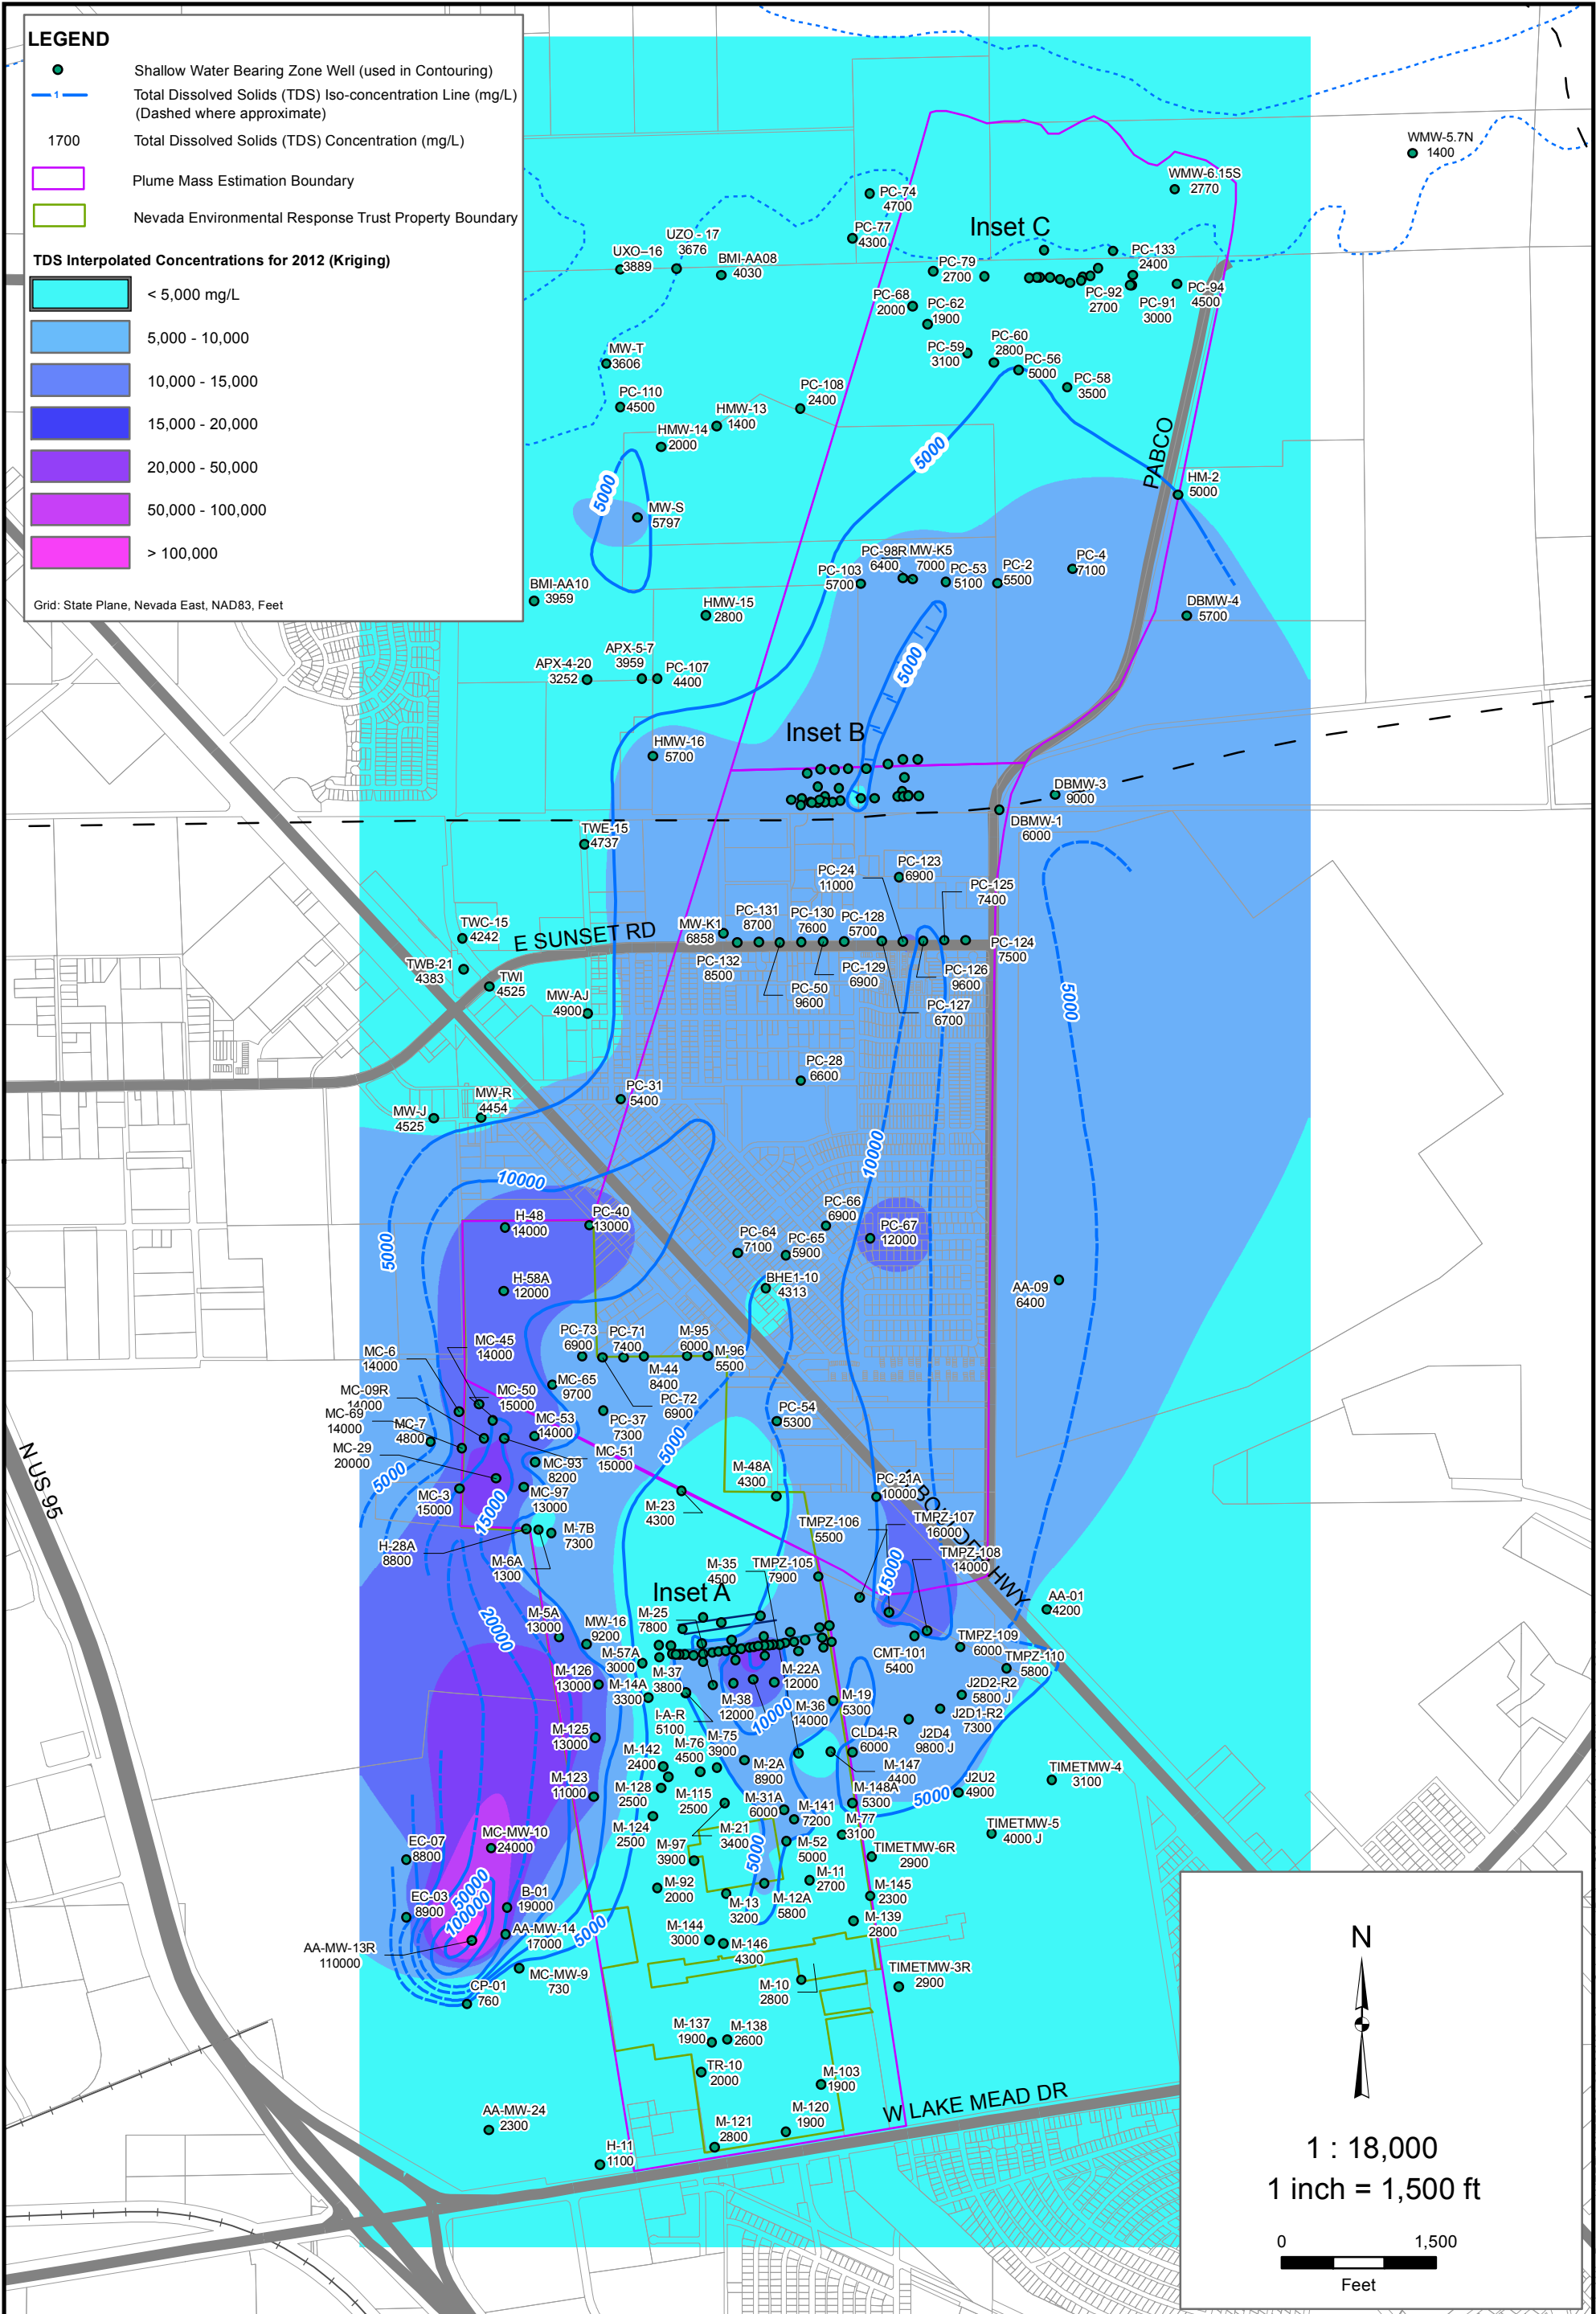 LEGEND
Shallow Water Bearing Zone Well (used in Contouring)
1
Total Dissolved Solids (TDS) Iso-concentration Line (mg/L)
(Dashed where approximate)
1700
Total Dissolved Solids (TDS) Concentration (mg/L)
Plume Mass Estimation Boundary
Nevada Environmental Response Trust Property Boundary
TDS Interpolated Concentrations for 2012 (Kriging)
< 5,000 mg/L
5,000 - 10,000
10,000 - 15,000
15,000 - 20,000
20,000 - 50,000
50,000 - 100,000
> 100,000
Grid: State Plane, Nevada East, NAD83, Feet
WMW-5.7N
1400
WMW-6.15S
2770
PC-74
4700
PC-77
4300
Inset C
UZO - 17
3676
UXO-16
3889
BMI-AA08
4030
PC-133
2400
PC-79
2700
PC-92
2700
PC-91
3000
PC-94
4500
PC-68
2000
PC-62
1900
PC-60
2800
PC-59
3100
PC-56
5000
PC-58
3500
MW-T
3606
PC-110
4500
PC-108
2400
HMW-13
1400
HMW-14
2000
5000
PABCO
HM-2
5000
5000
MW-S
5797
PC-98R
6400
MW-K5
7000
PC-103
5700
PC-53
5100
PC-2
5500
PC-4
7100
BMI-AA10
3959
HMW-15
2800
DBMW-4
5700
5000
APX-5-7
3959
APX-4-20
3252
PC-107
4400
Inset B
HMW-16
5700
DBMW-3
9000
DBMW-1
6000
TWE-15
4737
PC-123
6900
PC-24
11000
PC-125
7400
TWC-15
4242
E SUNSET RD
MW-K1
6858
PC-131
8700
PC-130
7600
PC-128
5700
PC-124
7500
TWB-21
4383
TWI
4525
PC-132
8500
PC-50
9600
PC-129
6900
PC-126
9600
PC-127
6700
MW-AJ
4900
5000
PC-28
6600
MW-R
4454
MW-J
4525
PC-31
5400
10000
10000
5000
H-48
14000
PC-40
13000
PC-66
6900
PC-64
7100
PC-65
5900
PC-67
12000
H-58A
12000
BHE1-10
4313
AA-09
6400
MC-6
14000
MC-45
14000
PC-73
6900
PC-71
7400
M-95
6000
M-96
5500
M-44
8400
MC-65
9700
PC-72
6900
MC-09R
14000
MC-50
15000
MC-69
14000
MC-7
4800
MC-53
14000
PC-37
7300
PC-54
5300
MC-29
20000
MC-51
15000
MC-93
8200
5000
5000
MC-97
13000
MC-3
15000
15000
M-48A
4300
PC-21A
10000
M-23
4300
TMPZ-106
5500
TMPZ-107
16000
M-7B
7300
H-28A
8800
M-6A
1300
TMPZ-108
14000
M-35
4500
TMPZ-105
7900
15000
Inset A
AA-01
4200
20000
M-5A
13000
MW-16
9200
M-25
7800
TMPZ-109
6000
M-57A
3000
CMT-101
5400
TMPZ-110
5800
M-126
13000
M-37
3800
M-22A
12000
M-14A
3300
M-38
12000
M-36
14000
M-19
5300
J2D2-R2
5800 J
J2D1-R2
7300
I-A-R
5100
10000
M-125
13000
M-75
3900
CLD4-R
6000
J2D4
9800 J
M-142
2400
M-76
4500
M-2A
8900
M-147
4400
M-123
11000
M-128
2500
M-115
2500
M-148A
5300
J2U2
4900
TIMETMW-4
3100
5000
M-31A
6000
M-141
7200
M-124
2500
M-21
3400
M-77
3100
TIMETMW-5
4000 J
EC-07
8800
MC-MW-10
24000
M-97
3900
5000
M-52
5000
TIMETMW-6R
2900
M-92
2000
M-11
2700
M-145
2300
EC-03
8900
50000
100000
B-01
19000
M-13
3200
M-12A
5800
AA-MW-13R
110000
AA-MW-14
17000
5000
M-144
3000
M-146
4300
M-139
2800
MC-MW-9
730
CP-01
760
M-10
2800
TIMETMW-3R
2900
M-137
1900
M-138
2600
TR-10
2000
M-103
1900
W LAKE MEAD DR
AA-MW-24
2300
M-121
2800
M-120
1900
H-11
1100
N US 95
N
1 : 18,000
1 inch = 1,500 ft
0 1,500
Feet